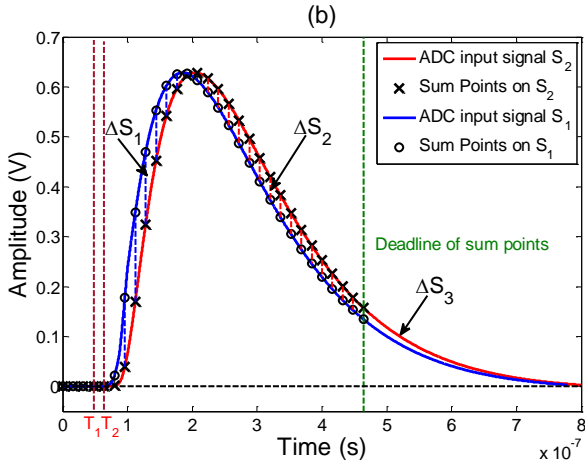 (b)
ADC input signal S2
Sum Points on S2
ADC input signal S1
Sum Points on S1
ΔS1
ΔS2
ΔS3
Deadline of sum points
Amplitude (V)
0.7
0.6
0.5
0.4
0.3
0.2
0.1
0
0 1 2 3 4 5 6 7 8
T1 T2
Time (s)
x 10^-7